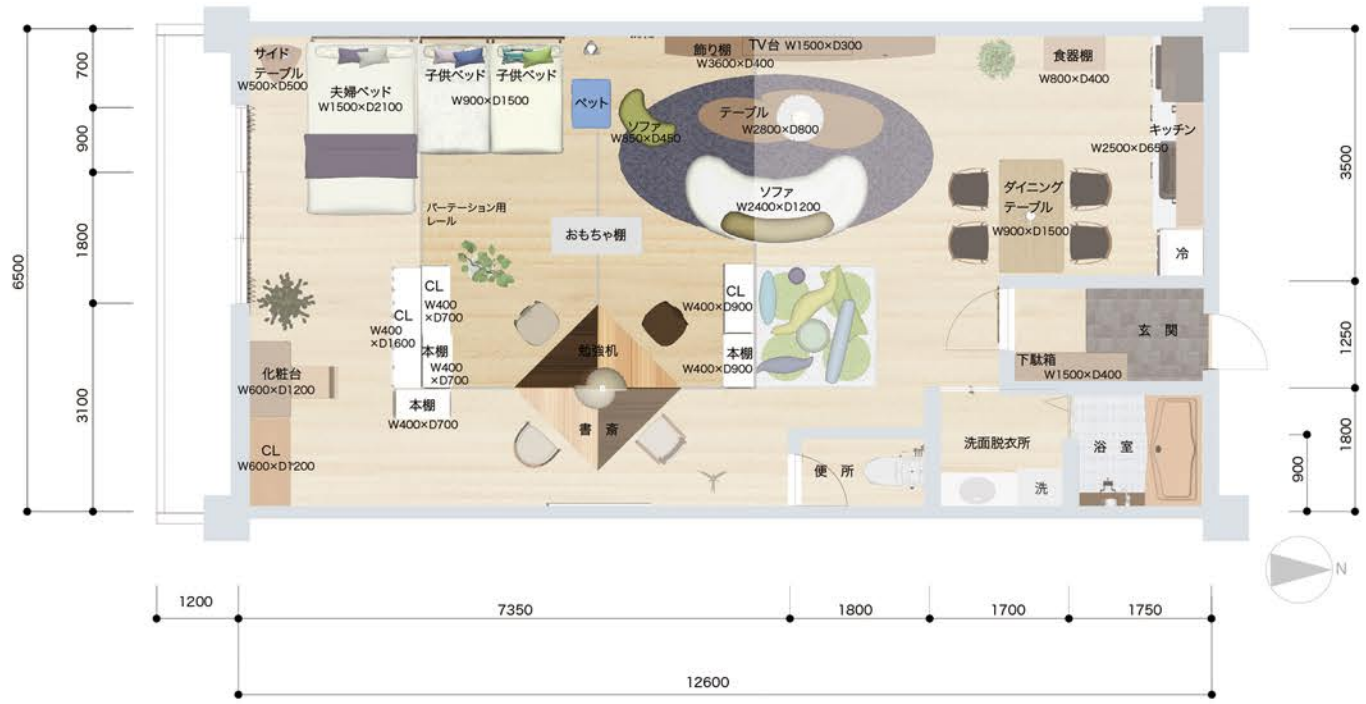 サイド
テーブル
W500×D500
夫婦ベッド
W1500×D2100
子供ベッド
子供ベッド
W900×D1500
ペット
ソファ
W850×D450
飾り棚
W3600×D400
TV台 W1500×D300
テーブル
W2800×D800
ソファ
W2400×D1200
食器棚
W800×D400
キッチン
W2500×D650
ダイニング
テーブル
W900×D1500
冷
パーテーション用
レール
おもちゃ棚
CL
W400
×D700
CL
W400
×D1600
本棚
W400
×D700
本棚
W400×D700
CL
W400×D900
本棚
W400×D900
勉強机
書 斎
化粧台
W600×D1200
CL
W600×D1200
玄 関
下駄箱
W1500×D400
便 所
洗面脱衣所
洗
浴 室
6500
700
900
1800
3100
3500
1250
1800
900
N
1200
7350
1800
1700
1750
12600